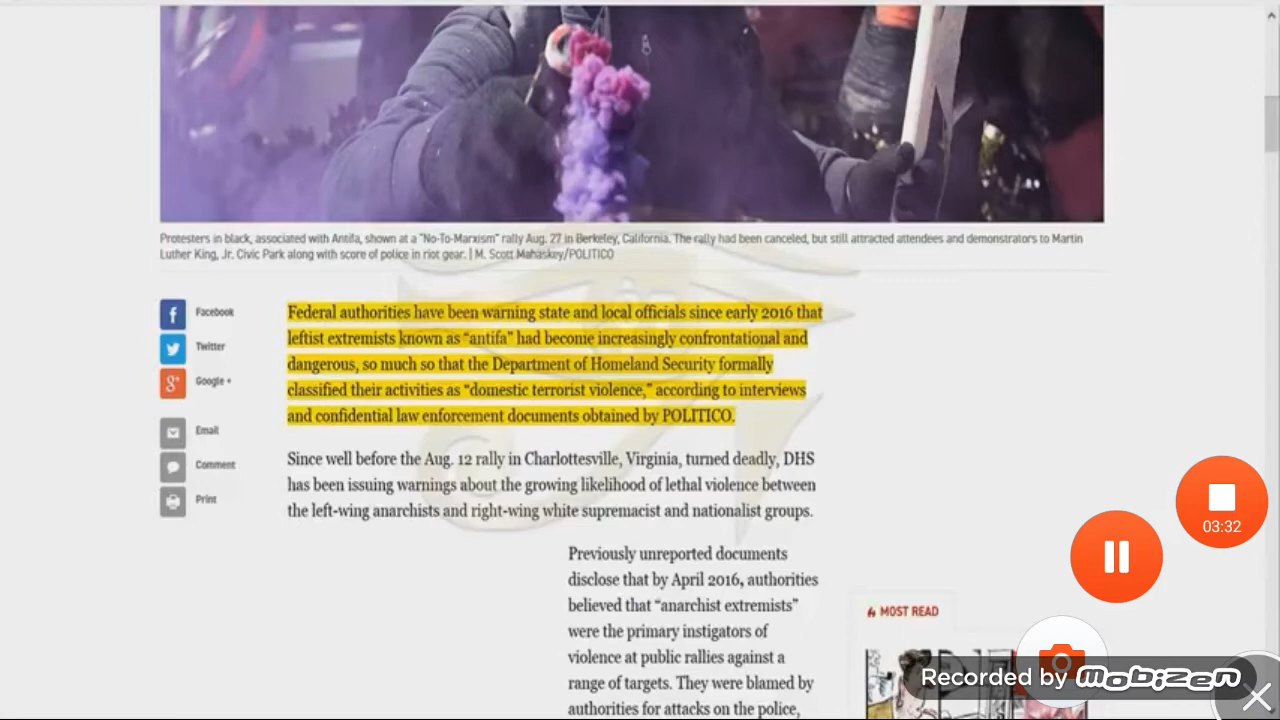 Protesters in black, associated with Antifa, shown at a "No-To-Marxism" rally Aug. 27 in Berkeley, California. The rally had been canceled, but still attracted attendees and demonstrators to Martin
Luther King, Jr. Civic Park along with score of police in riot gear. | M. Scott Mahaskey/POLITICO
Facebook
Twitter
Google +
Email
Comment
Print
Federal authorities have been warning state and local officials since early 2016 that
leftist extremists known as “antifa” had become increasingly confrontational and
dangerous, so much so that the Department of Homeland Security formally
classified their activities as “domestic terrorist violence,” according to interviews
and confidential law enforcement documents obtained by POLITICO.
Since well before the Aug. 12 rally in Charlottesville, Virginia, turned deadly, DHS
has been issuing warnings about the growing likelihood of lethal violence between
the left-wing anarchists and right-wing white supremacist and nationalist groups.
Previously unreported documents
disclose that by April 2016, authorities
believed that “anarchist extremists”
were the primary instigators of
violence at public rallies against a
range of targets. They were blamed by
authorities for attacks on the police,
MOST READ
03:32
Recorded by mobizen